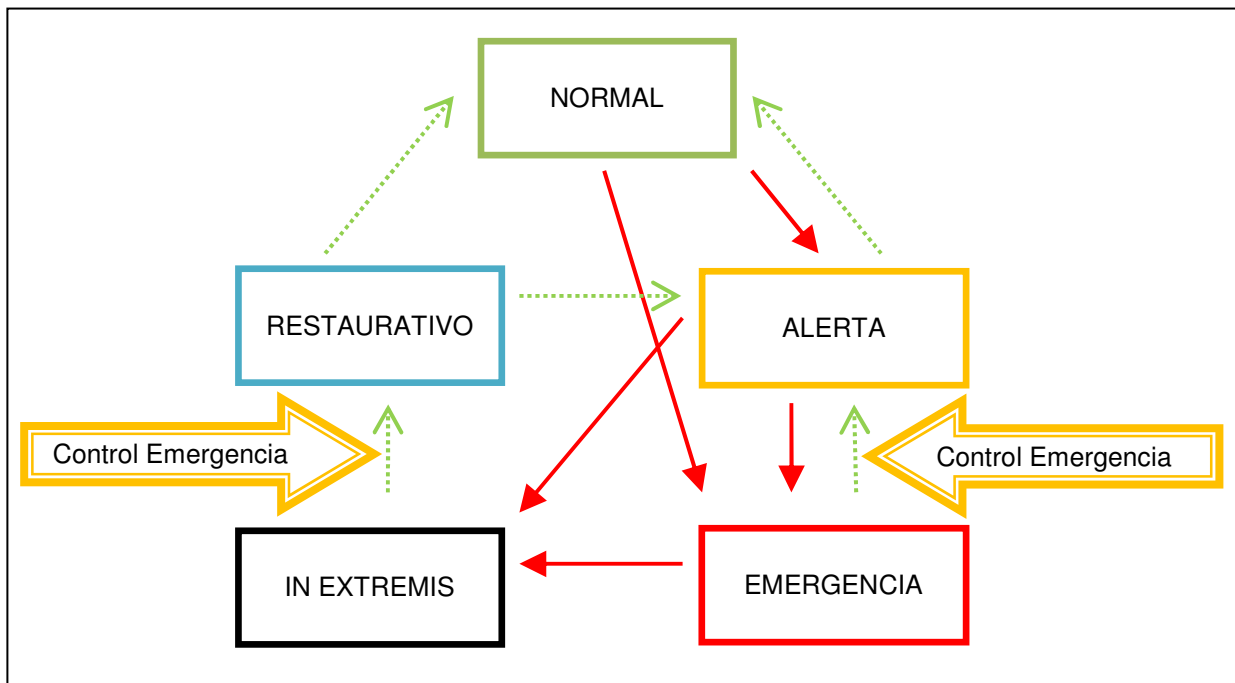 NORMAL
RESTAURATIVO
ALERTA
Control Emergencia
Control Emergencia
IN EXTREMIS
EMERGENCIA